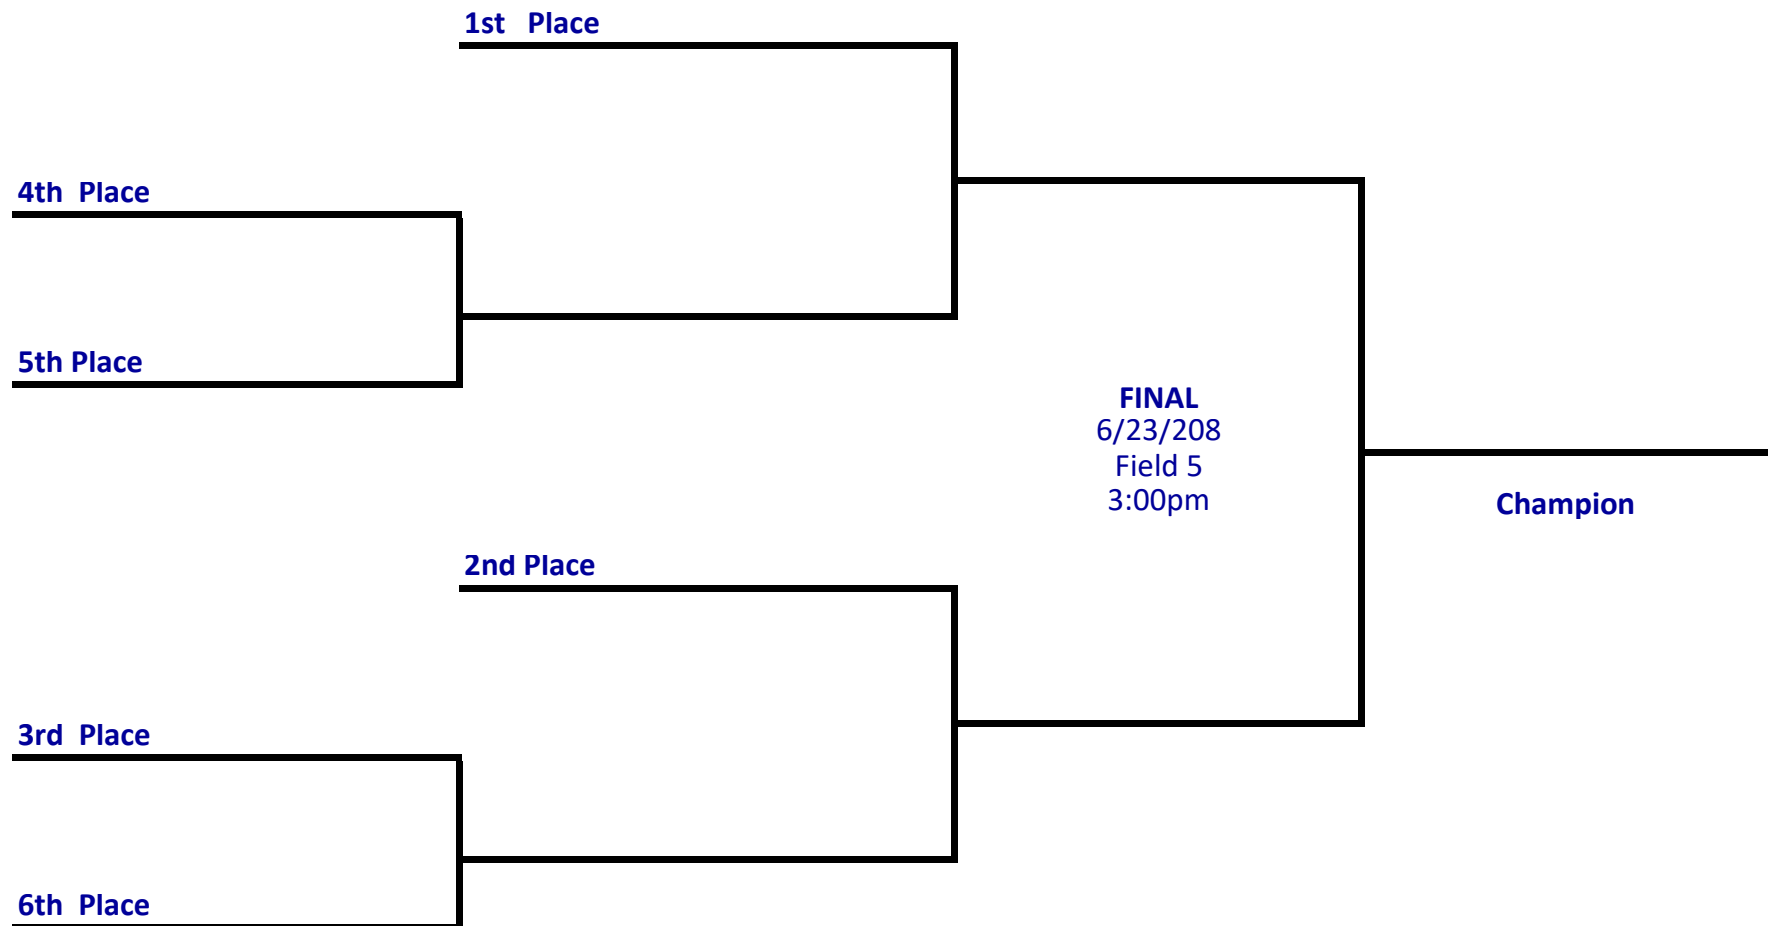 1st Place
4th Place
5th Place
FINAL
6/23/208
Field 5
3:00pm
Champion
2nd Place
3rd Place
6th Place